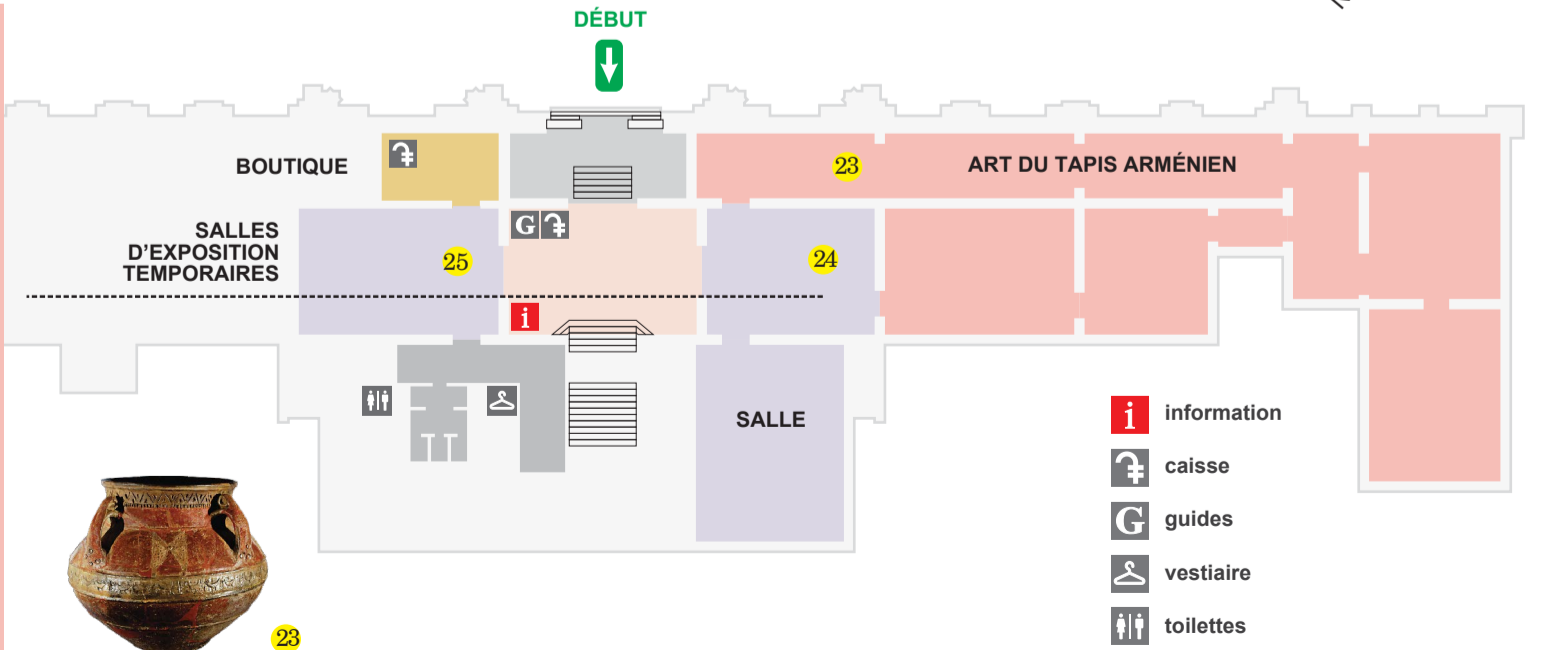 DÉBUT
BOUTIQUE
23
ART DU TAPIS ARMÉNIEN
SALLES
D'EXPOSITION
TEMPORAIRES
G
25
24
i
SALLE
i information
caisse
G guides
vestiaire
toilettes
23